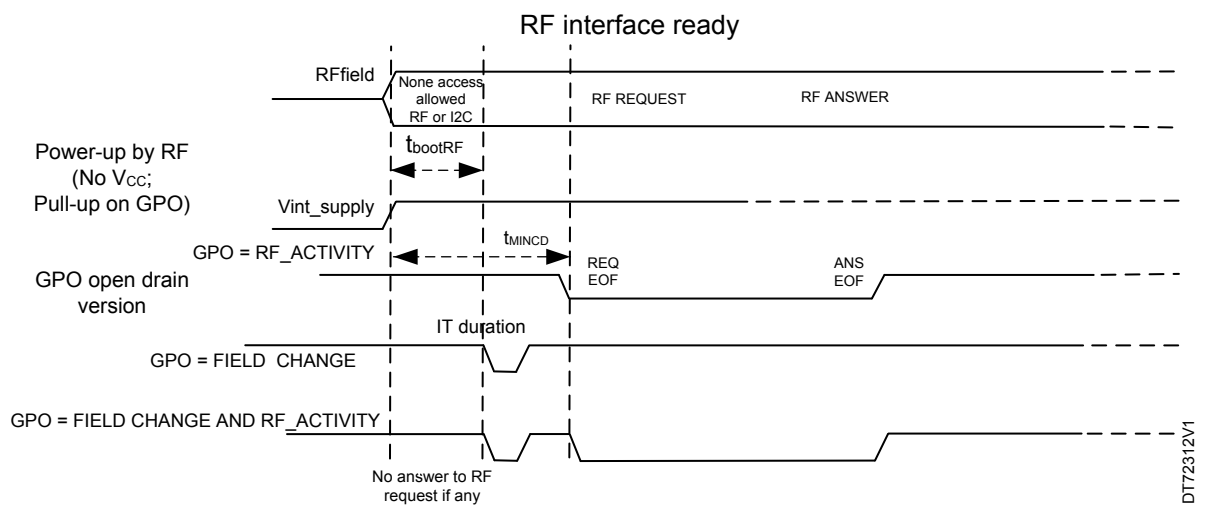 RF interface ready
RFfield
None access
allowed
RF or I2C
RF REQUEST
RF ANSWER
tbootRF
Power-up by RF
(No VCC;
Pull-up on GPO)
Vint_supply
GPO = RF_ACTIVITY
tMINCD
REQ
EOF
ANS
EOF
GPO open drain
version
IT duration
GPO = FIELD CHANGE
GPO = FIELD CHANGE AND RF_ACTIVITY
No answer to RF
request if any
DT72312V1